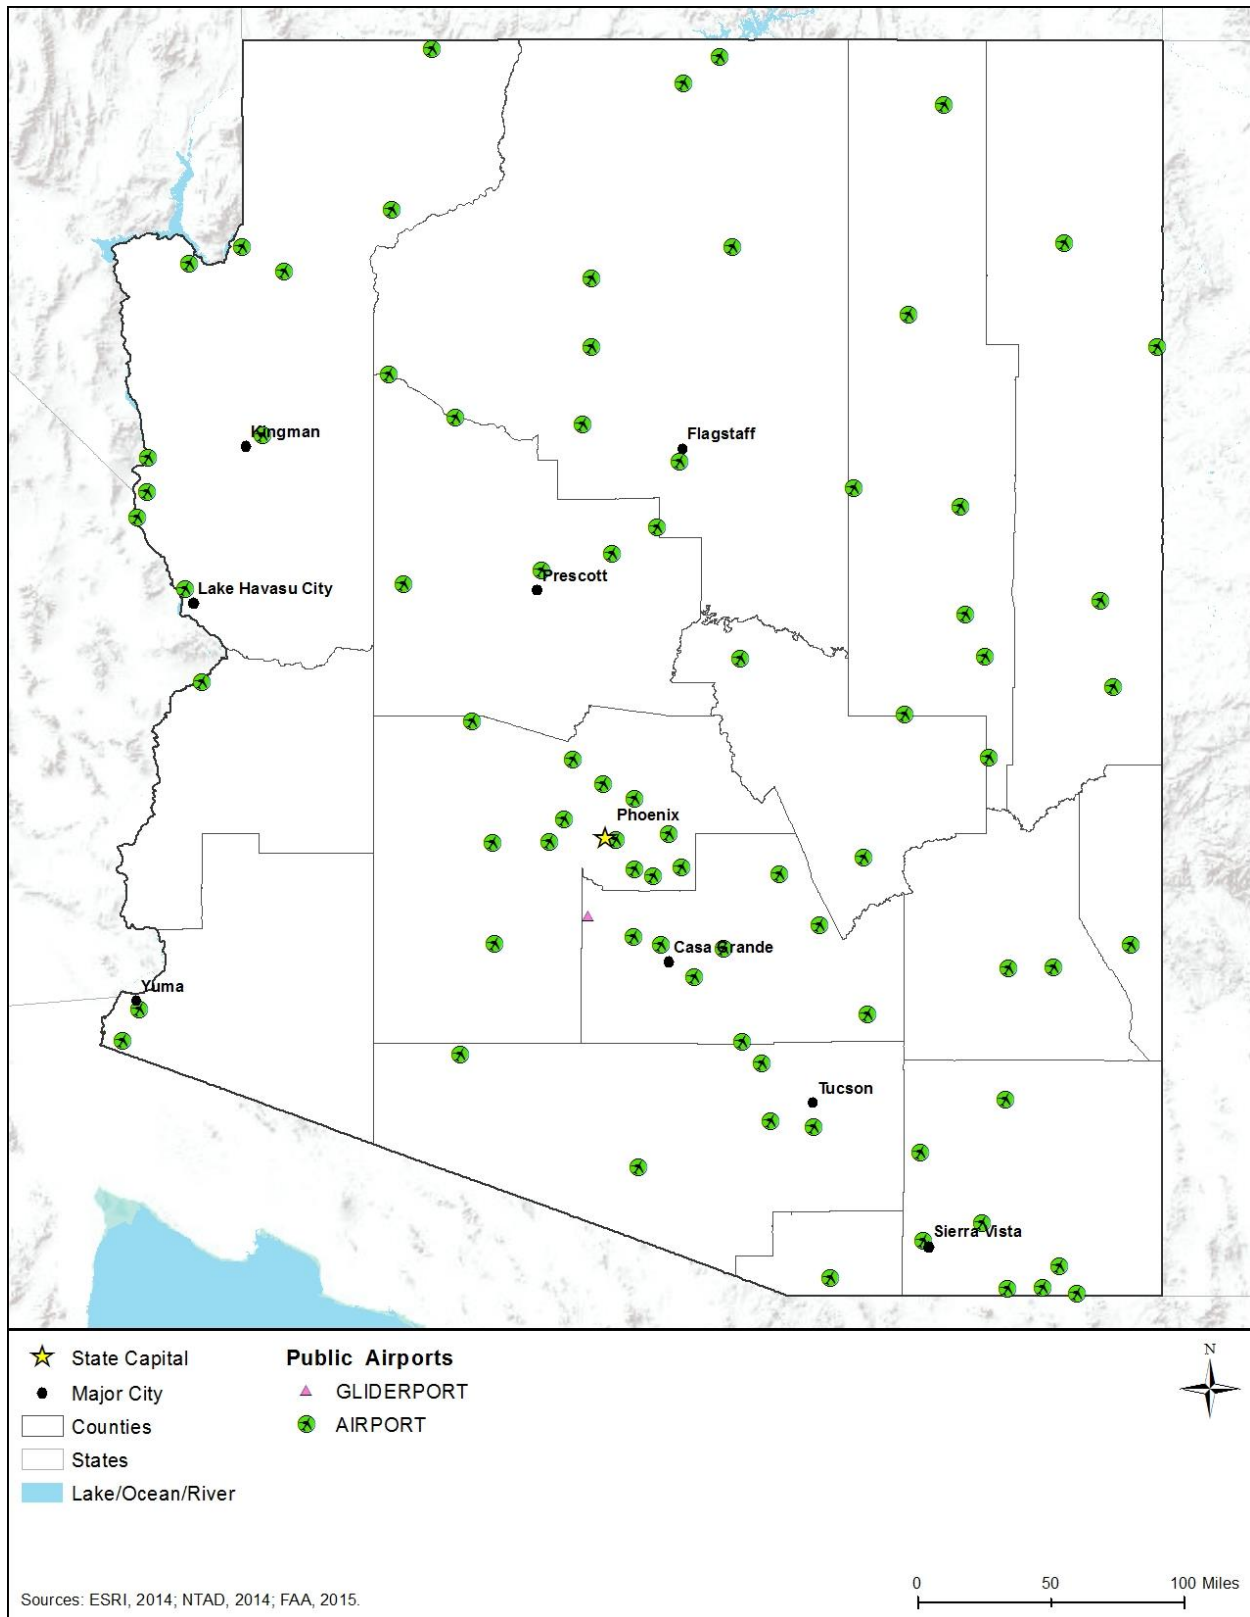 Kingman
Flagstaff
Prescott
Lake Havasu City
Phoenix
Casa Grande
Yuma
Tucson
Sierra Vista
State Capital
Major City
Counties
States
Lake/Ocean/River
Public Airports
GLIDERPORT
AIRPORT
N
0 50 100 Miles
Sources: ESRI, 2014; NTAD, 2014; FAA, 2015.